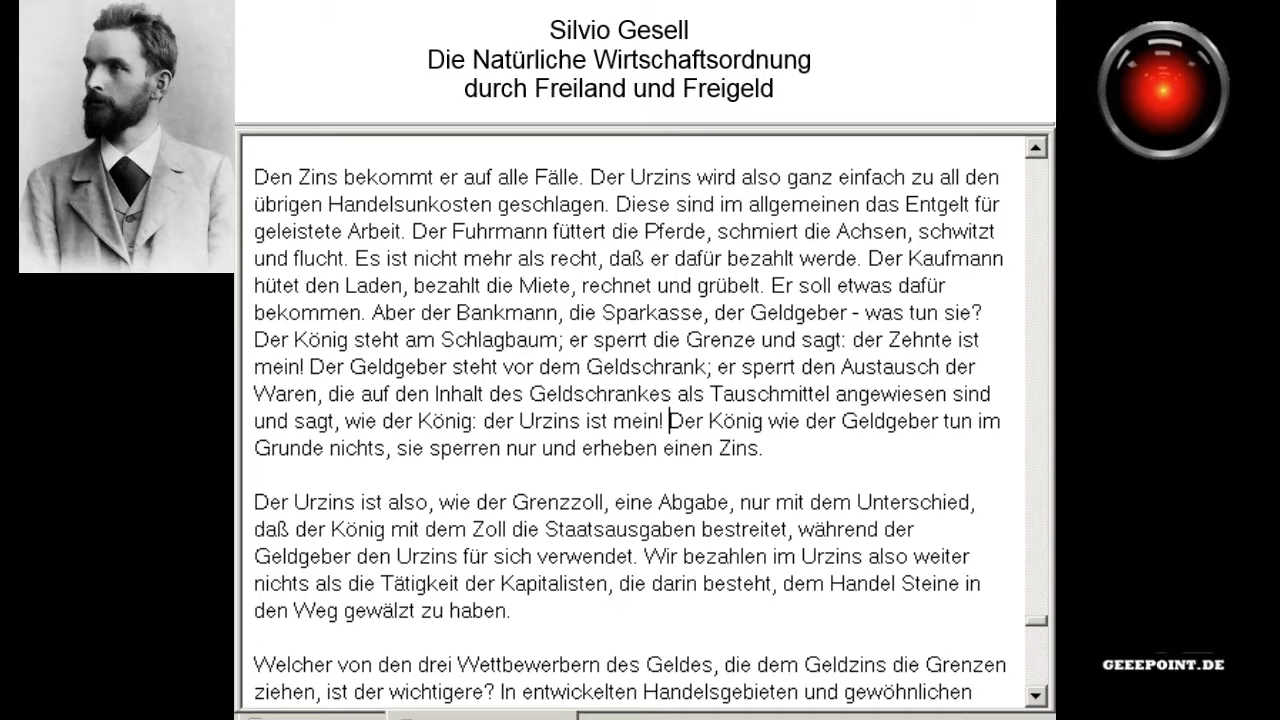 Silvio Gesell
Die Natürliche Wirtschaftsordnung
durch Freiland und Freigeld
Den Zins bekommt er auf alle Fälle. Der Urzins wird also ganz einfach zu all den
übrigen Handelsunkosten geschlagen. Diese sind im allgemeinen das Entgelt für
geleistete Arbeit. Der Fuhrmann füttert die Pferde, schmiert die Achsen, schwitzt
und flucht. Es ist nicht mehr als recht, daß er dafür bezahlt werde. Der Kaufmann
hütet den Laden, bezahlt die Miete, rechnet und grübelt. Er soll etwas dafür
bekommen. Aber der Bankmann, die Sparkasse, der Geldgeber - was tun sie?
Der König steht am Schlagbaum; er sperrt die Grenze und sagt: der Zehnte ist
mein! Der Geldgeber steht vor dem Geldschrank; er sperrt den Austausch der
Waren, die auf den Inhalt des Geldschrankes als Tauschmittel angewiesen sind
und sagt, wie der König: der Urzins ist mein! Der König wie der Geldgeber tun im
Grunde nichts, sie sperren nur und erheben einen Zins.
Der Urzins ist also, wie der Grenzzoll, eine Abgabe, nur mit dem Unterschied,
daß der König mit dem Zoll die Staatsausgaben bestreitet, während der
Geldgeber den Urzins für sich verwendet. Wir bezahlen im Urzins also weiter
nichts als die Tätigkeit der Kapitalisten, die darin besteht, dem Handel Steine in
den Weg gewälzt zu haben.
Welcher von den drei Wettbewerbern des Geldes, die dem Geldzins die Grenzen
ziehen, ist der wichtigere? In entwickelten Handelsgebieten und gewöhnlichen
GEEEPOINT.DE